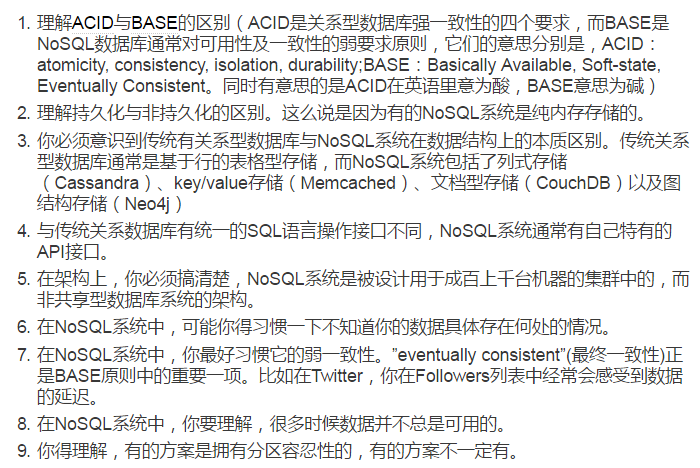 1. 理解ACID与BASE的区别（ACID是关系型数据库强一致性的四个要求，而BASE是
NoSQL数据库通常对可用性及一致性的弱要求原则，它们的意思分别是，ACID：
atomicity, consistency, isolation, durability;BASE：Basically Available, Soft-state,
Eventually Consistent。同时有意思的是ACID在英语里意为酸，BASE意思为碱）
2. 理解持久化与非持久化的区别。这么说是因为有的NoSQL系统是纯内存存储的。
3. 你必须意识到传统有关系型数据库与NoSQL系统在数据结构上的本质区别。传统关系
型数据库通常是基于行的表格型存储，而NoSQL系统包括了列式存储
（Cassandra）、key/value存储（Memcached）、文档型存储（CouchDB）以及图
结构存储（Neo4j）
4. 与传统关系数据库有统一的SQL语言操作接口不同，NoSQL系统通常有自己特有的
API接口。
5. 在架构上，你必须搞清楚，NoSQL系统是被设计用于成百上千台机器的集群中的，而
非共享型数据库系统的架构。
6. 在NoSQL系统中，可能你得习惯一下不知道你的数据具体存在何处的情况。
7. 在NoSQL系统中，你最好习惯它的弱一致性。”eventually consistent”(最终一致性)正
是BASE原则中的重要一项。比如在Twitter，你在Followers列表中经常会感受到数据
的延迟。
8. 在NoSQL系统中，你要理解，很多时候数据并不总是可用的。
9. 你得理解，有的方案是拥有分区容忍性的，有的方案不一定有。